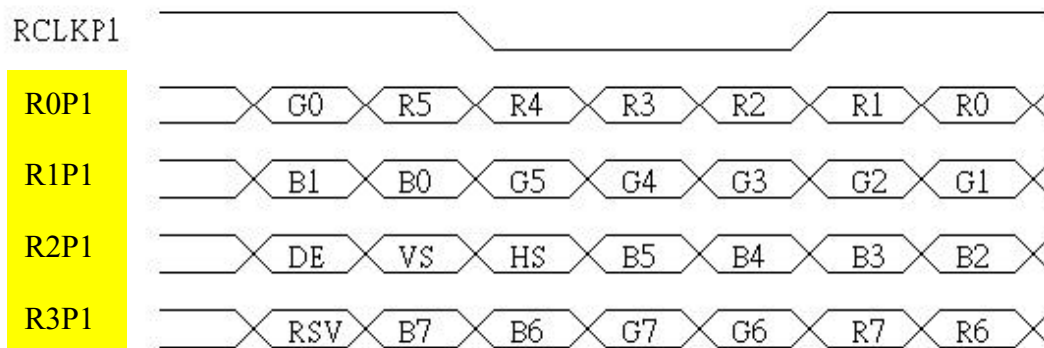 RCLKP1
R0P1 G0 R5 R4 R3 R2 R1 R0
R1P1 B1 B0 G5 G4 G3 G2 G1
R2P1 DE VS HS B5 B4 B3 B2
R3P1 RSV B7 B6 G7 G6 R7 R6